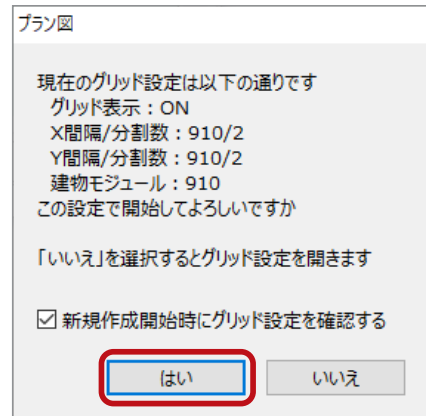 プラン図
現在のグリッド設定は以下の通りです
グリッド表示：ON
X間隔/分割数：910/2
Y間隔/分割数：910/2
建物モジュール：910
この設定で開始してよろしいですか
「いいえ」を選択するとグリッド設定を開きます
新規作成開始時にグリッド設定を確認する
はい
いいえ